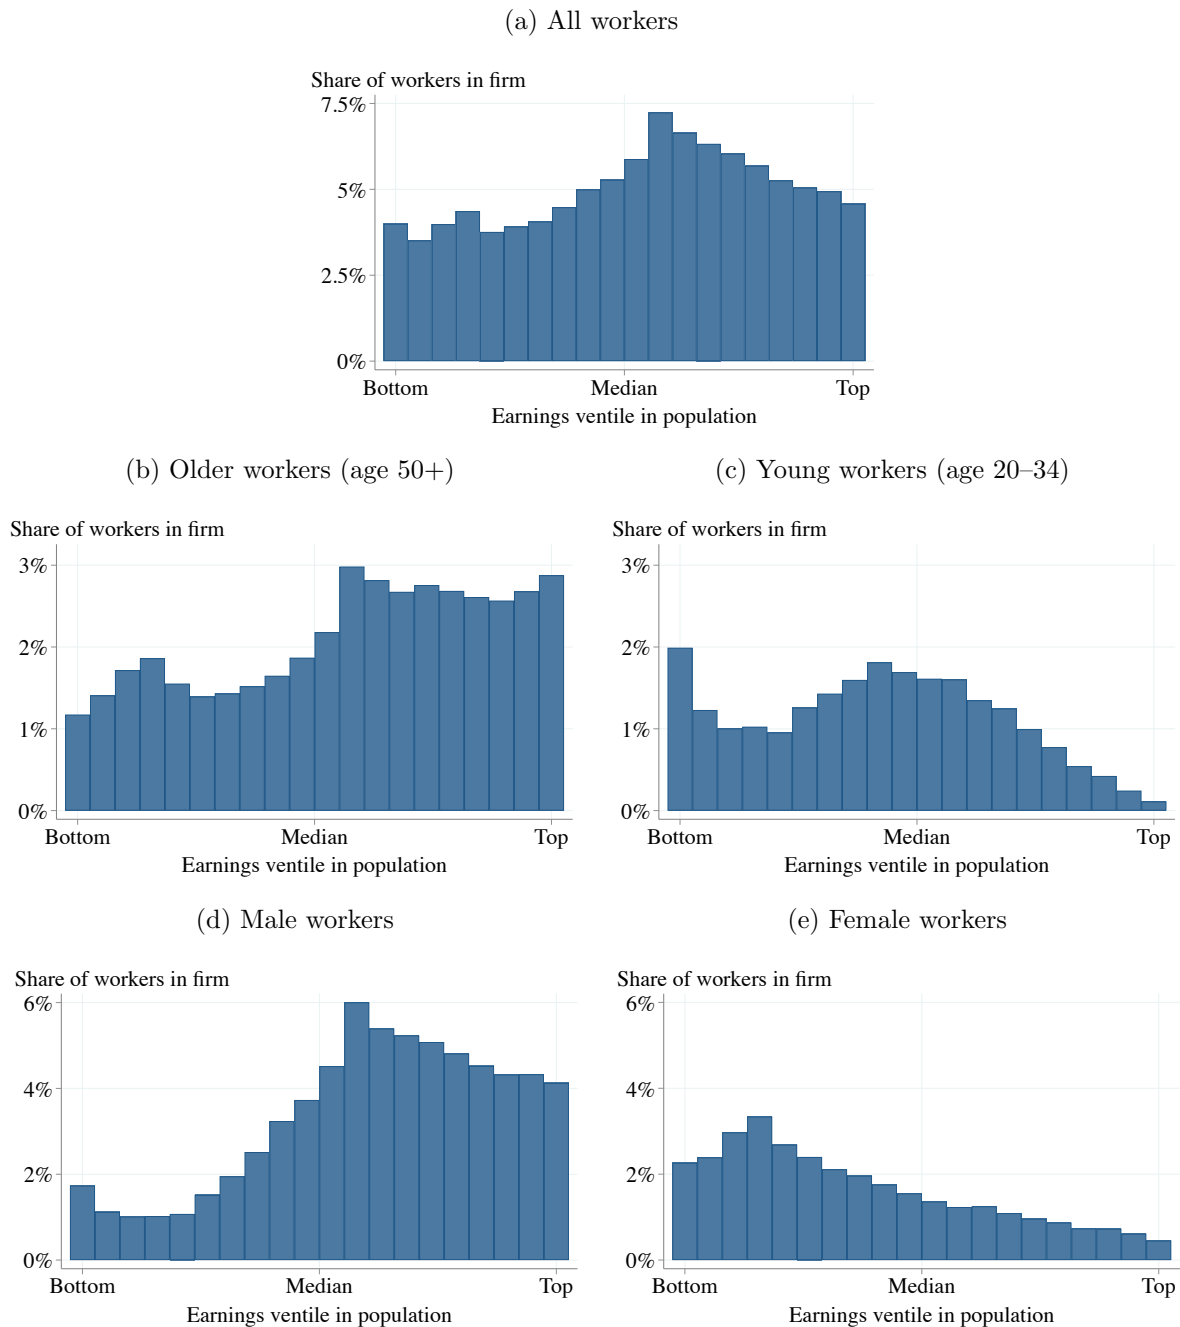 (a) All workers
Share of workers in firm
7.5%
5%
2.5%
0%
Bottom Median Top
Earnings ventile in population
(b) Older workers (age 50+)
Share of workers in firm
3%
2%
1%
0%
Bottom Median Top
Earnings ventile in population
(c) Young workers (age 20–34)
Share of workers in firm
3%
2%
1%
0%
Bottom Median Top
Earnings ventile in population
(d) Male workers
Share of workers in firm
6%
4%
2%
0%
Bottom Median Top
Earnings ventile in population
(e) Female workers
Share of workers in firm
6%
4%
2%
0%
Bottom Median Top
Earnings ventile in population